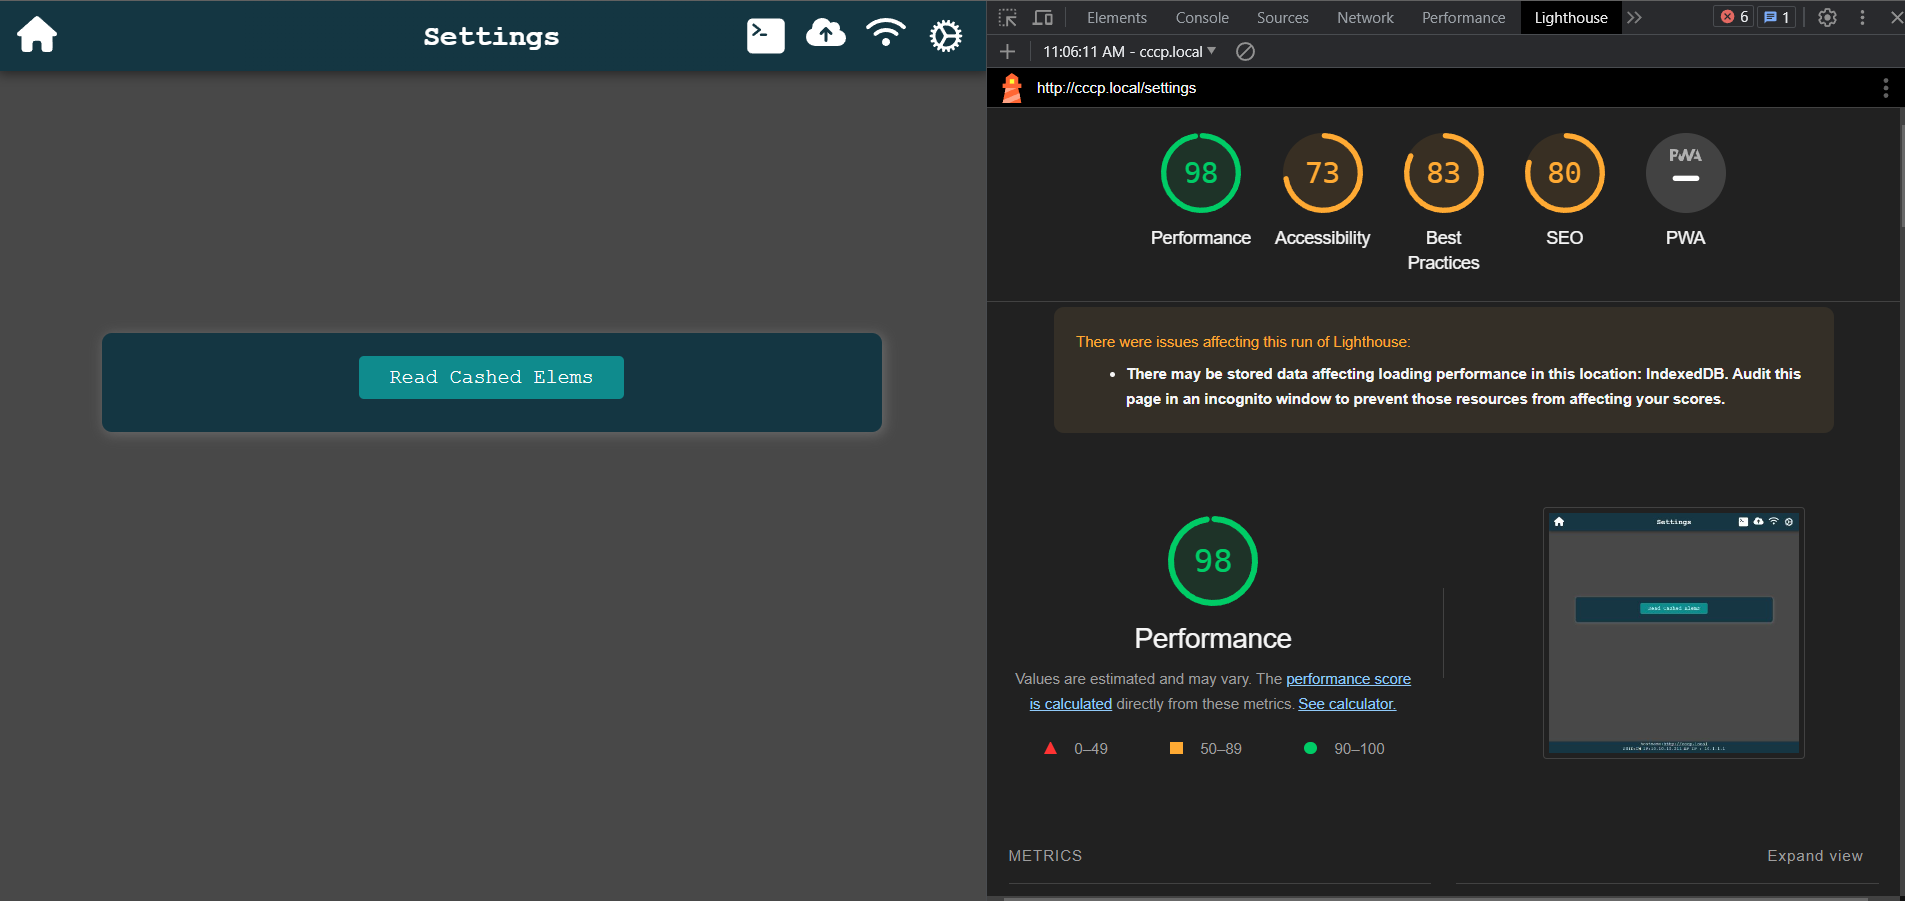 Settings
Read Cashed Elems
Elements Console Sources Network Performance Lighthouse 6 1
11:06:11 AM - cccp.local
http://cccp.local/settings
98 73 83 80 PWA
Performance Accessibility Best Practices SEO PWA
There were issues affecting this run of Lighthouse:
There may be stored data affecting loading performance in this location: IndexedDB. Audit this
page in an incognito window to prevent those resources from affecting your scores.
98
Performance
Values are estimated and may vary. The performance score
is calculated directly from these metrics. See calculator.
0–49 50–89 90–100
Settings
Read Cashed Elems
METRICS Expand view